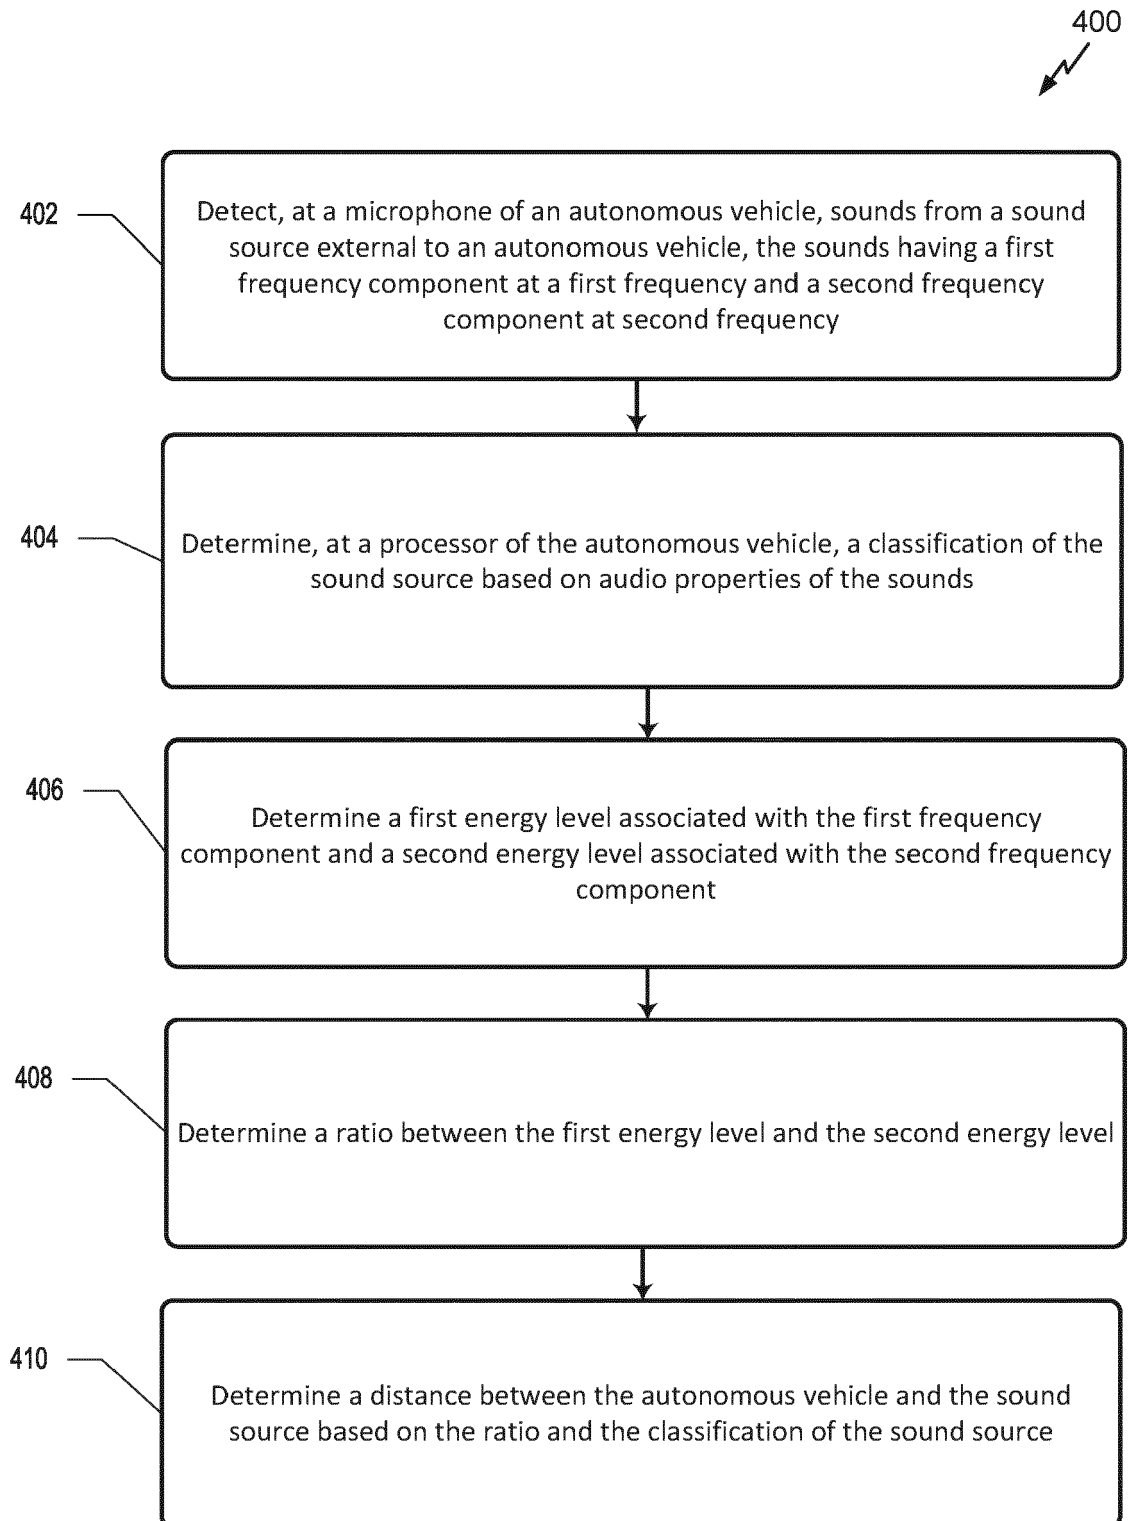 400
402
Detect, at a microphone of an autonomous vehicle, sounds from a sound
source external to an autonomous vehicle, the sounds having a first
frequency component at a first frequency and a second frequency
component at second frequency
404
Determine, at a processor of the autonomous vehicle, a classification of the
sound source based on audio properties of the sounds
406
Determine a first energy level associated with the first frequency
component and a second energy level associated with the second frequency
component
408
Determine a ratio between the first energy level and the second energy level
410
Determine a distance between the autonomous vehicle and the sound
source based on the ratio and the classification of the sound source